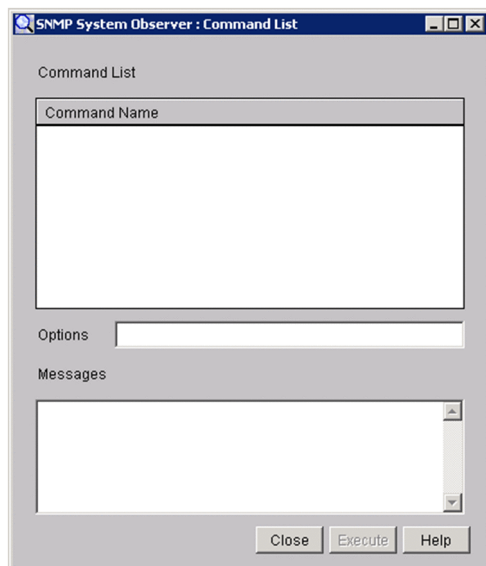 SNMP System Observer : Command List
Command List
Command Name
Options
Messages
Close Execute Help